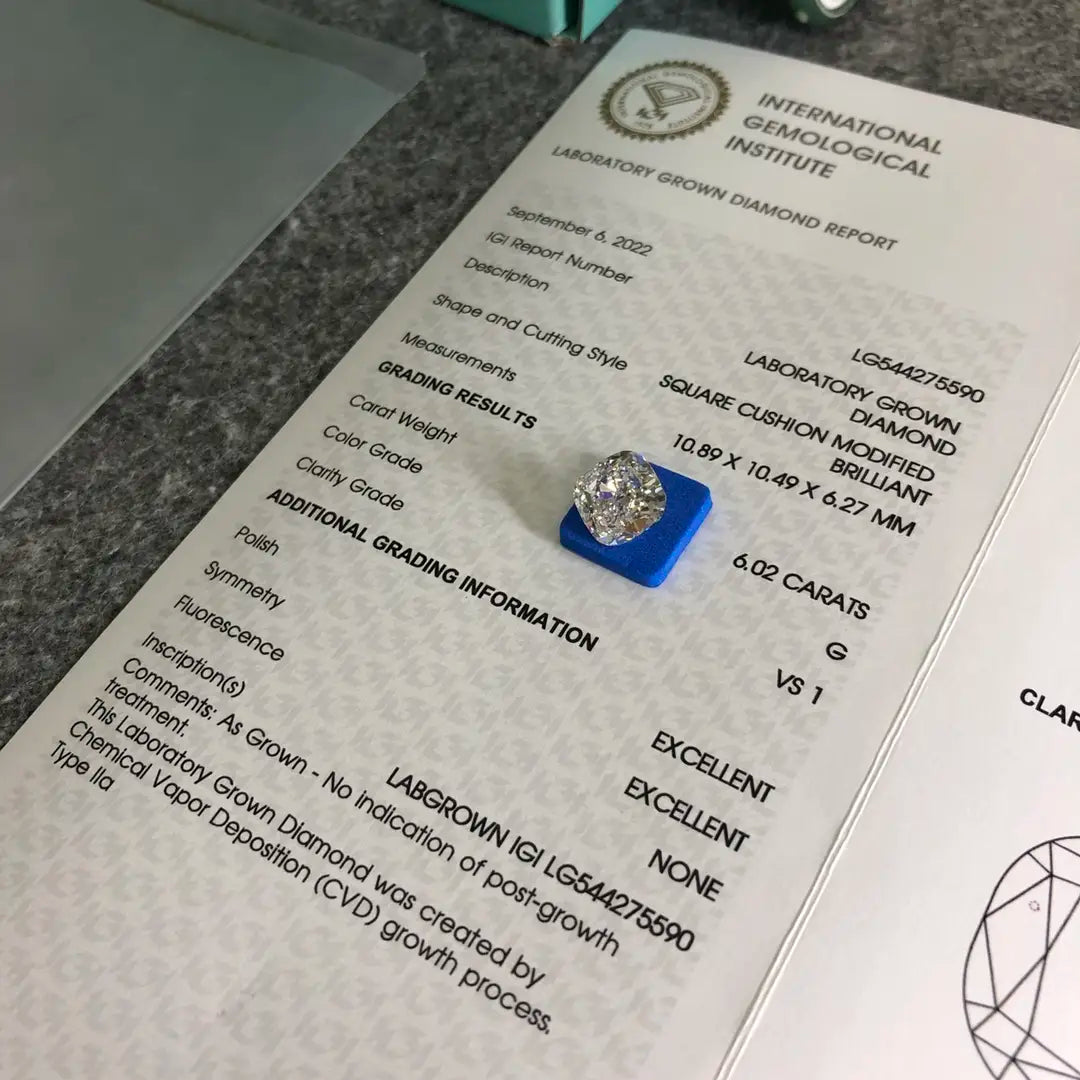 INTERNATIONAL
GEMOLOGICAL
INSTITUTE
LABORATORY GROWN DIAMOND REPORT
September 6, 2022
IGI Report Number LG544275590
Description LABORATORY GROWN
DIAMOND
Shape and Cutting Style SQUARE CUSHION MODIFIED
BRILLIANT
Measurements 10.89 X 10.49 X 6.27 MM
GRADING RESULTS
Carat Weight 6.02 CARATS
Color Grade G
Clarity Grade VS 1
ADDITIONAL GRADING INFORMATION
Polish EXCELLENT
Symmetry EXCELLENT
Fluorescence NONE
Inscription(s) LABGROWN IGI LG544275590
Comments: As Grown - No indication of post-growth
treatment.
This Laboratory Grown Diamond was created by
Chemical Vapor Deposition (CVD) growth process.
Type IIa